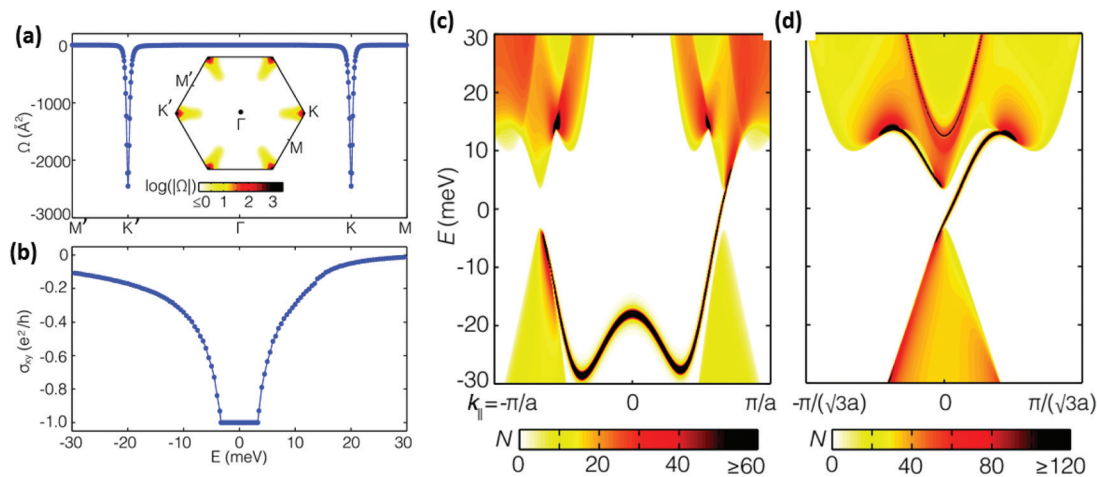 (a)
0
-1000
-2000
-3000
Ω (Å²)
M′
K′
K
Γ
M
log(|Ω|)
≤0 1 2 3
M′ K′ Γ K M
(b)
0
-0.2
-0.4
-0.6
-0.8
-1.0
σxy (e²/h)
-30 -20 -10 0 10 20 30
E (meV)
(c)
30
20
10
0
-10
-20
-30
E (meV)
k∥=-π/a 0 π/a
N
0 20 40 ≥60
(d)
-π/(√3a) 0 π/(√3a)
N
0 40 80 ≥120